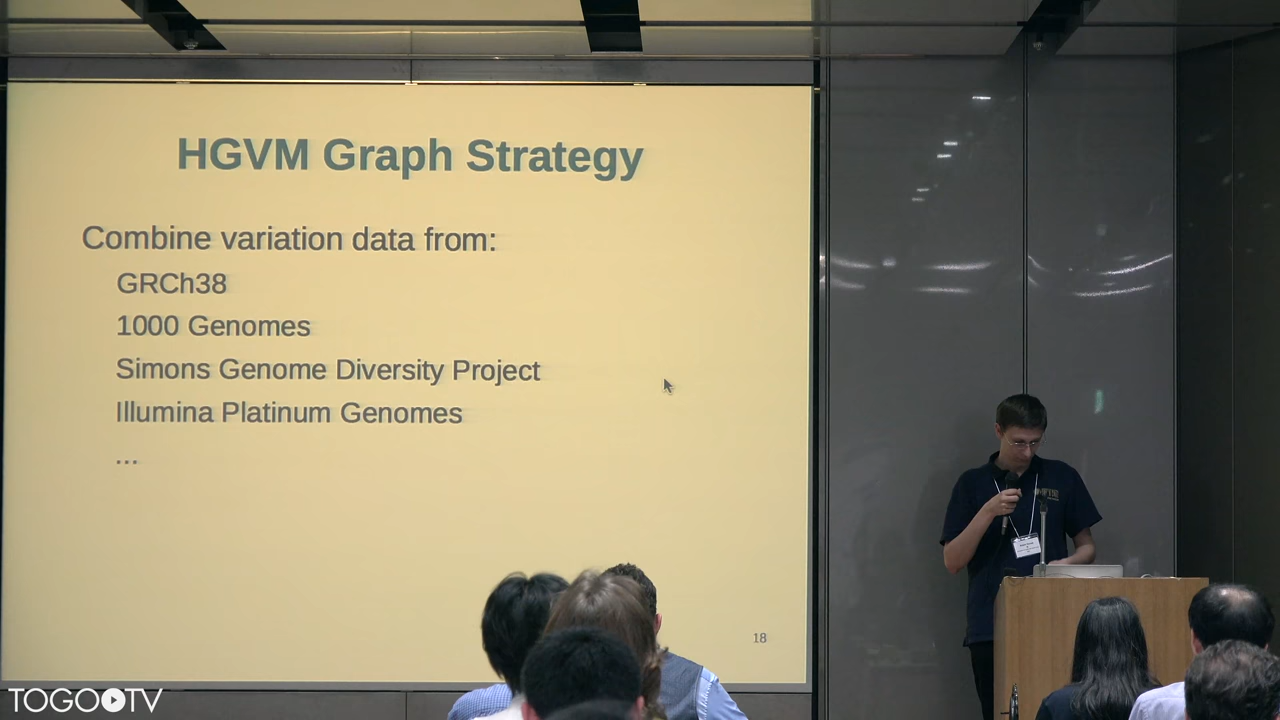 HGVM Graph Strategy
Combine variation data from:
GRCh38
1000 Genomes
Simons Genome Diversity Project
Illumina Platinum Genomes
...
18
TOGOTV